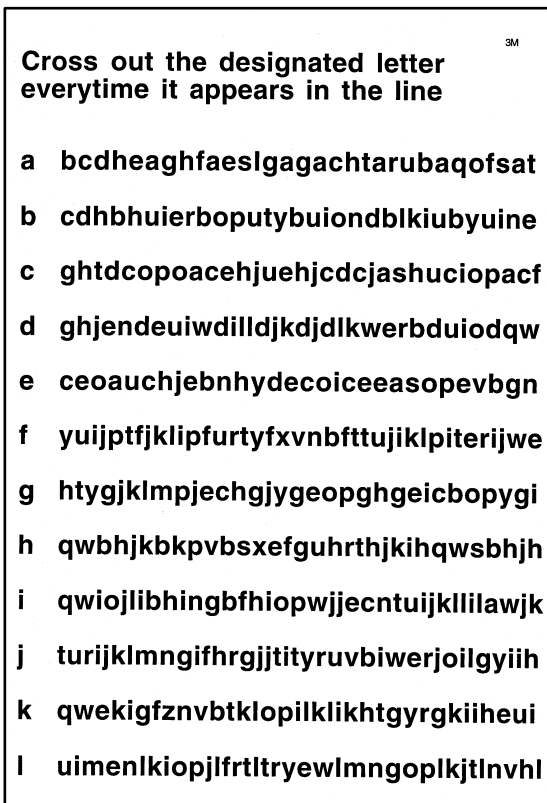 3M
Cross out the designated letter
everytime it appears in the line
a bcdheaghfaeslgagachtarubaqofsat
b cdhbhuierboputybuiondblkiubyuine
c ghtdcopoacehjuehjcdcjashuciopacf
d ghjendeuiwdilldjkdjdlkwerbduiodqw
e ceoauchjebnhydecoiceeasopevbgn
f yuijptfjklipfurtyfxvnbfttujiklpiterijwe
g htygjklmpjechgjygeopghgeicbopygi
h qwbhjkbkpvbsxefguhrthjkihqwsbhjh
i qwiojlibhingbfhiopwjjecntuijkllilawjk
j turijklmngifhrgjjtityruvbiwerjoilgyiih
k qwekigfznvbtklopilklikhtgyrgkiiheui
l uimenlkiopjlfrtltryewlmngoplkjtlnvhl